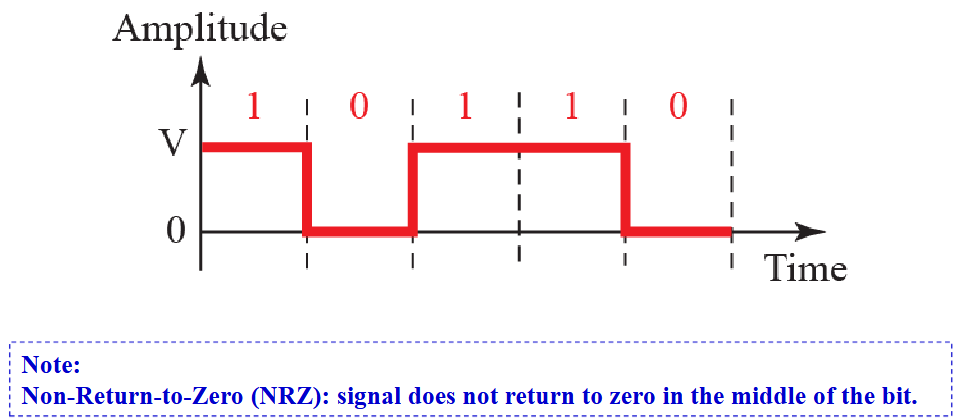 Amplitude
1 0 1 1 0
V
0
Time
Note:
Non-Return-to-Zero (NRZ): signal does not return to zero in the middle of the bit.